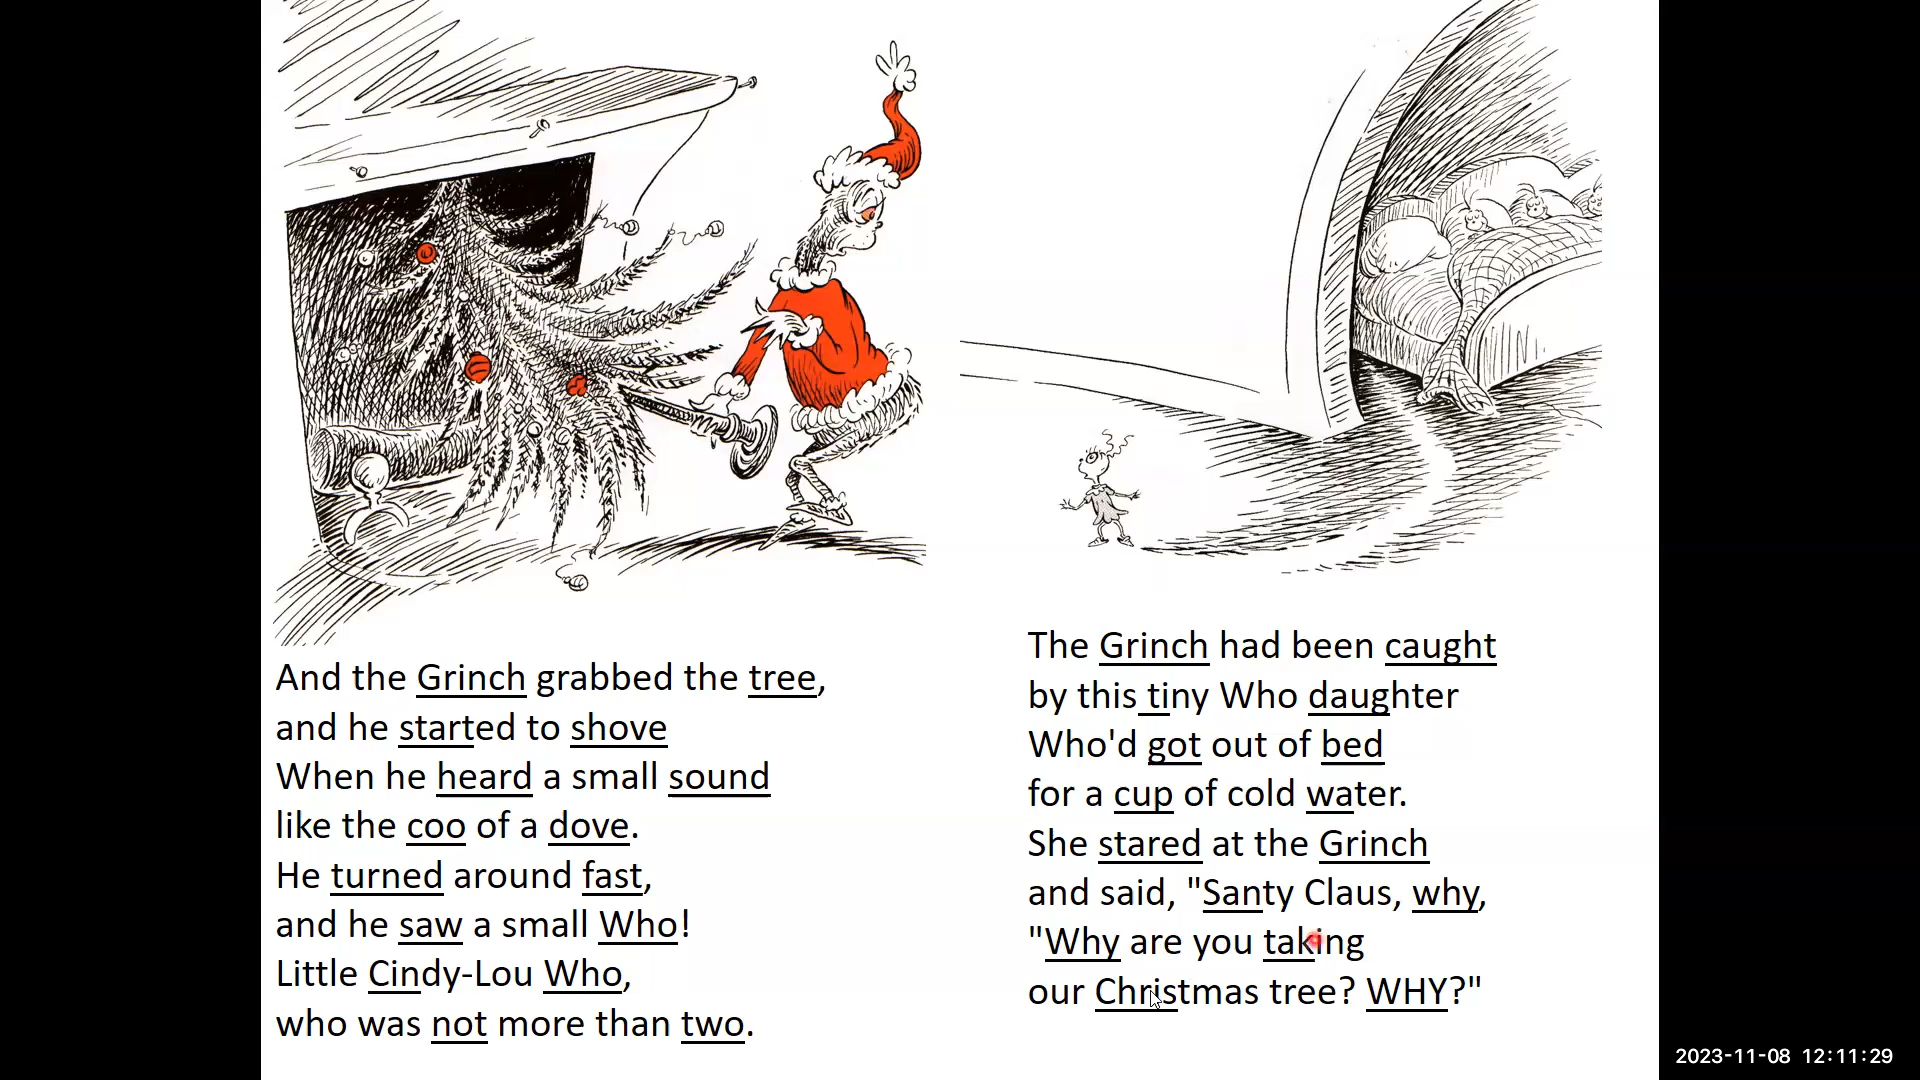 And the Grinch grabbed the tree,
and he started to shove
When he heard a small sound
like the coo of a dove.
He turned around fast,
and he saw a small Who!
Little Cindy-Lou Who,
who was not more than two.
The Grinch had been caught
by this tiny Who daughter
Who'd got out of bed
for a cup of cold water.
She stared at the Grinch
and said, "Santy Claus, why,
"Why are you taking
our Christmas tree? WHY?"
2023-11-08 12:11:29